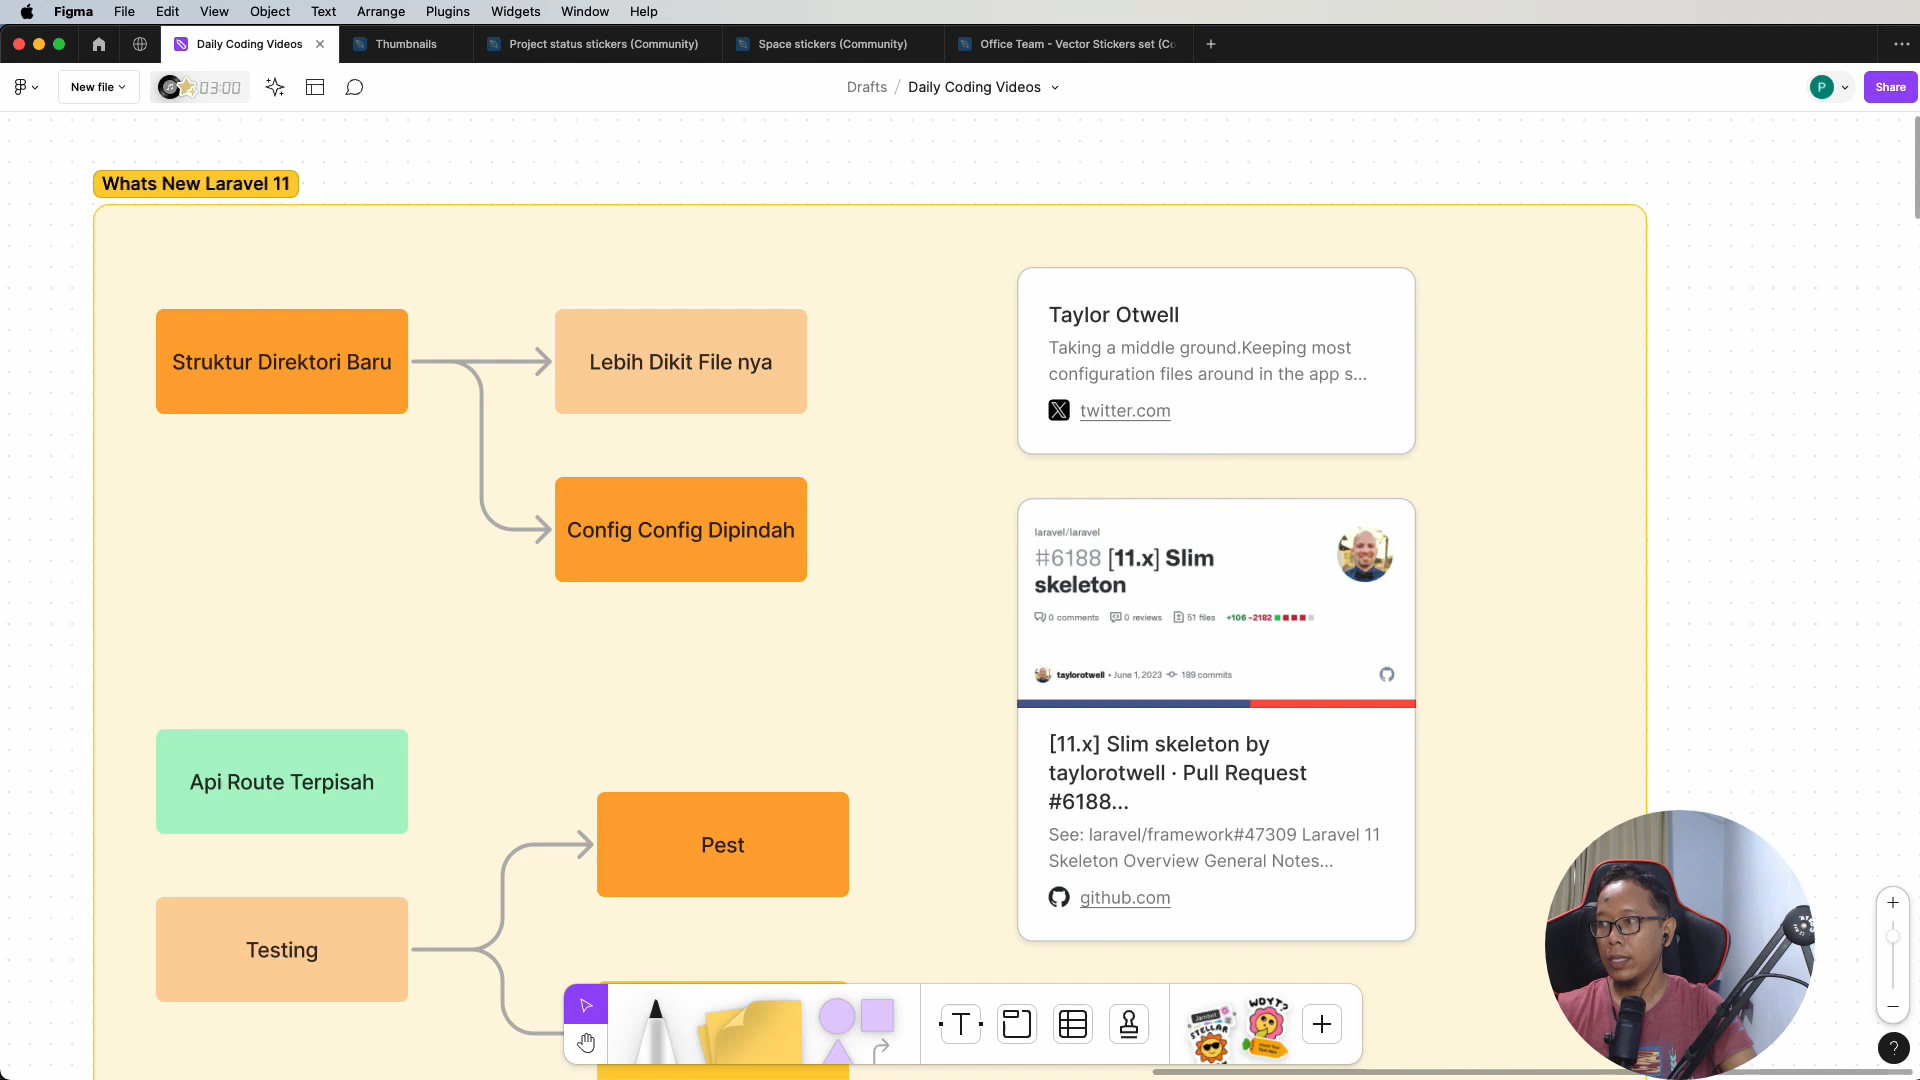 Figma File Edit View Object Text Arrange Plugins Widgets Window Help
Daily Coding Videos Thumbnails Project status stickers (Community) Space stickers (Community) Office Team - Vector Stickers set (Co
New file 03:00 Drafts / Daily Coding Videos P Share
Whats New Laravel 11
Struktur Direktori Baru
Lebih Dikit File nya
Config Config Dipindah
Taylor Otwell
Taking a middle ground.Keeping most
configuration files around in the app s...
twitter.com
laravel/laravel
#6188 [11.x] Slim
skeleton
0 comments 0 reviews 51 files +106 -2182
taylorotwell • June 1, 2023 189 commits
[11.x] Slim skeleton by
taylorotwell · Pull Request
#6188...
See: laravel/framework#47309 Laravel 11
Skeleton Overview General Notes...
github.com
Api Route Terpisah
Pest
Testing
T
Jambot
STELLAR
WDYT?
?